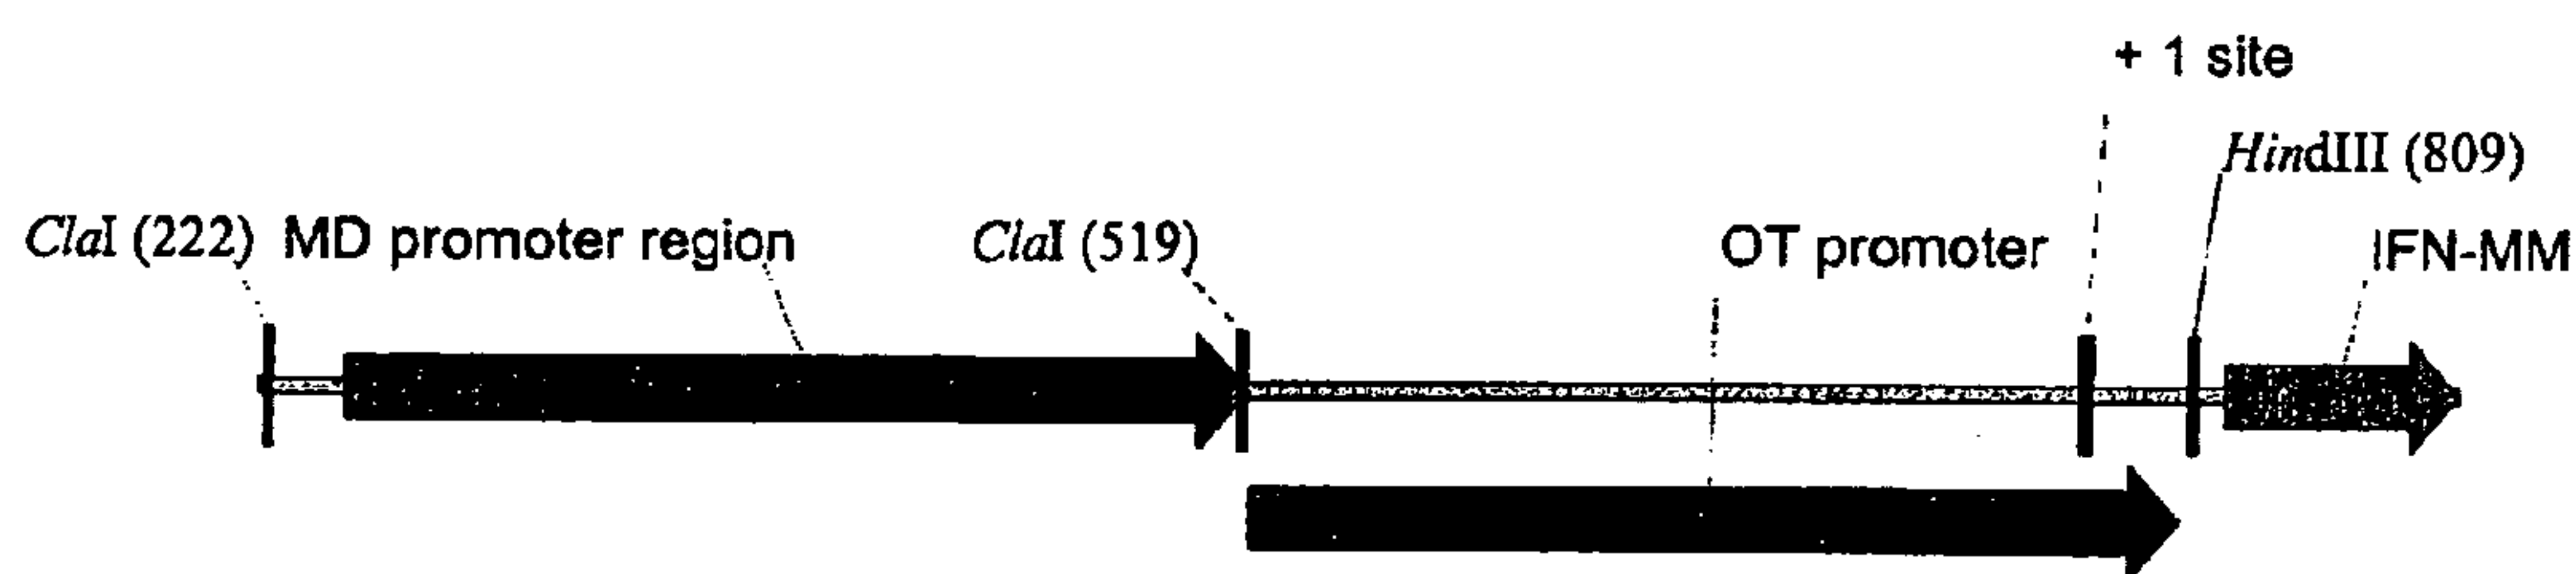 + 1 site
HindIII (809)
ClaI (222) MD promoter region ClaI (519) OT promoter IFN-MM